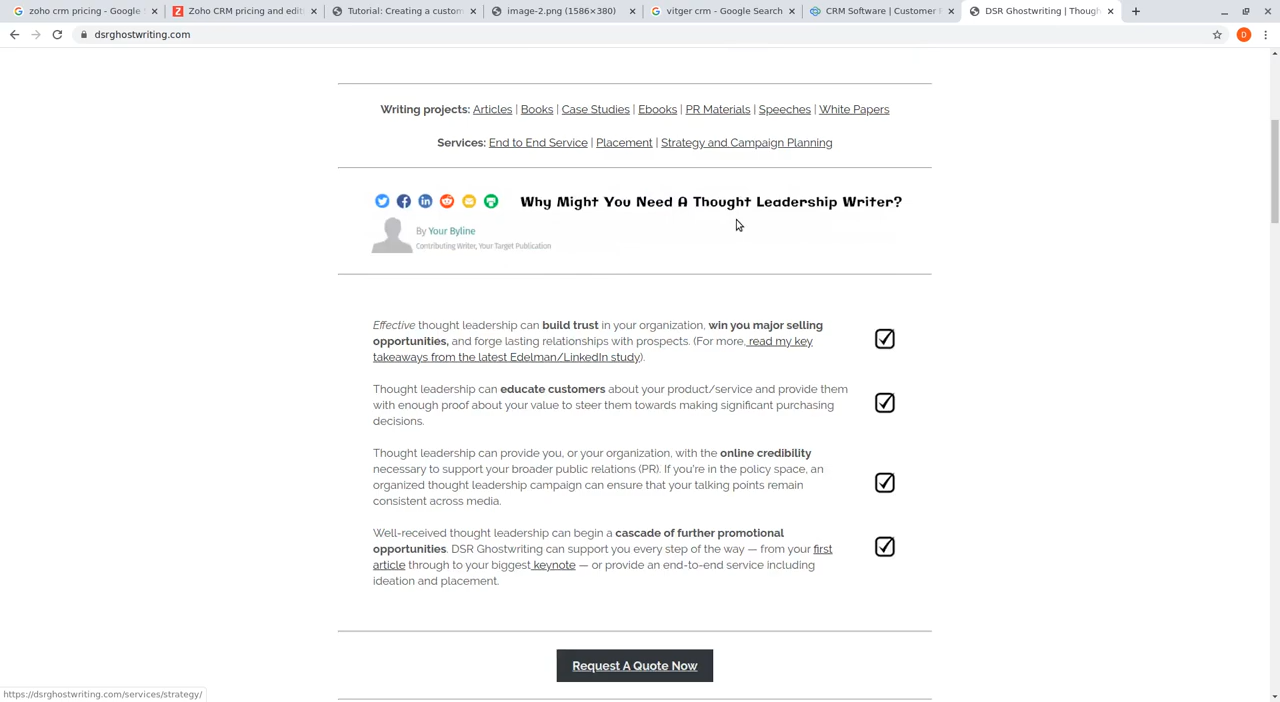 zoho crm pricing - Google
Zoho CRM pricing and edit
Tutorial: Creating a custom
image-2.png (1586×380)
vitger crm - Google Search
CRM Software | Customer
DSR Ghostwriting | Though
dsrghostwriting.com
D
Writing projects: Articles | Books | Case Studies | Ebooks | PR Materials | Speeches | White Papers
Services: End to End Service | Placement | Strategy and Campaign Planning
Why Might You Need A Thought Leadership Writer?
By Your Byline
Contributing Writer, Your Target Publication
Effective thought leadership can build trust in your organization, win you major selling
opportunities, and forge lasting relationships with prospects. (For more, read my key
takeaways from the latest Edelman/LinkedIn study).
Thought leadership can educate customers about your product/service and provide them
with enough proof about your value to steer them towards making significant purchasing
decisions.
Thought leadership can provide you, or your organization, with the online credibility
necessary to support your broader public relations (PR). If you're in the policy space, an
organized thought leadership campaign can ensure that your talking points remain
consistent across media.
Well-received thought leadership can begin a cascade of further promotional
opportunities. DSR Ghostwriting can support you every step of the way — from your first
article through to your biggest keynote — or provide an end-to-end service including
ideation and placement.
Request A Quote Now
https://dsrghostwriting.com/services/strategy/